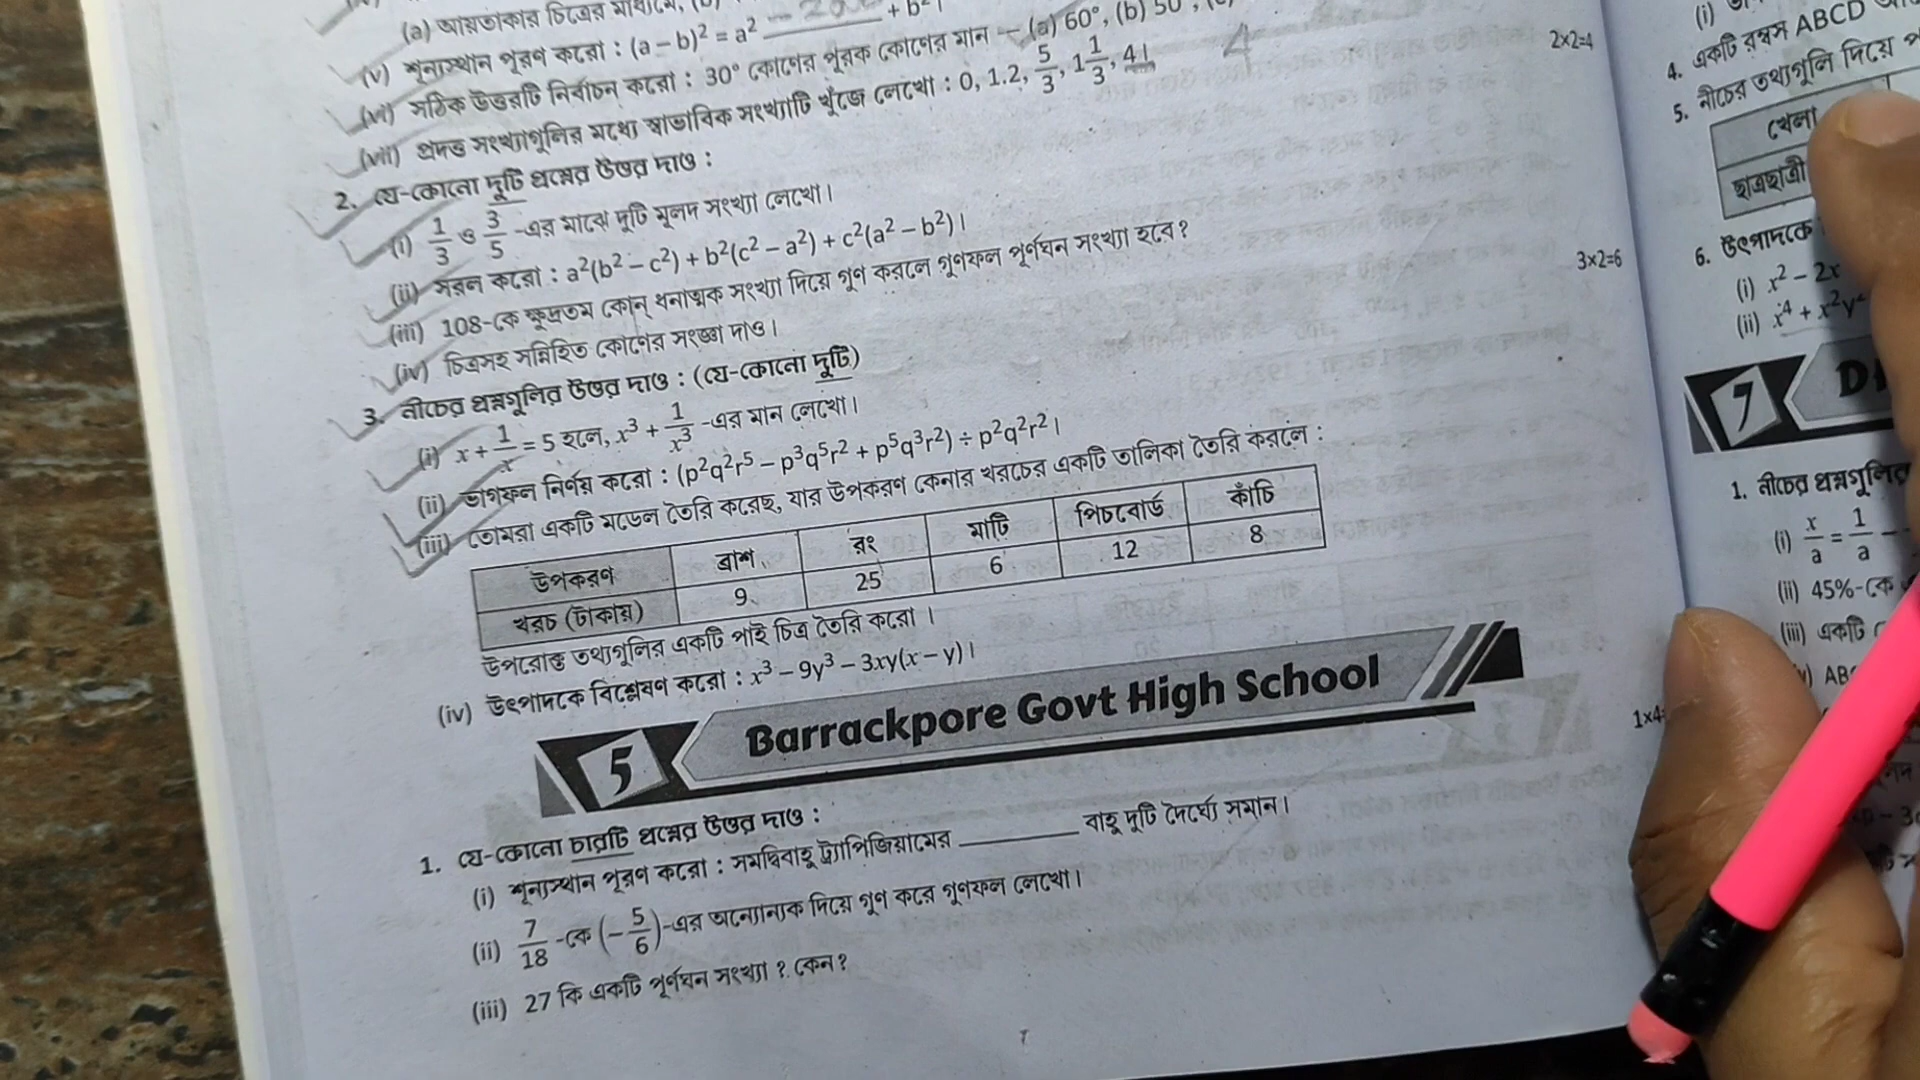 (a) আয়তাকার চিত্রের মাধ্যমে,
(v) শূন্যস্থান পূরণ করো : (a – b)² = a² ______ + b²।
(vi) সঠিক উত্তরটি নির্বাচন করো : 30° কোণের পূরক কোণের মান — (a) 60°, (b) 50°,
(vii) প্রদত্ত সংখ্যাগুলির মধ্যে স্বাভাবিক সংখ্যাটি খুঁজে লেখো : 0, 1.2, 5/3, 1 1/3, 41 4
2. যে-কোনো দুটি প্রশ্নের উত্তর দাও : 2×2=4
(i) 1/3 ও 3/5 -এর মাঝে দুটি মূলদ সংখ্যা লেখো।
(ii) সরল করো : a²(b² – c²) + b²(c² – a²) + c²(a² – b²)।
(iii) 108-কে ক্ষুদ্রতম কোন্ ধনাত্মক সংখ্যা দিয়ে গুণ করলে গুণফল পূর্ণঘন সংখ্যা হবে?
(iv) চিত্রসহ সন্নিহিত কোণের সংজ্ঞা দাও।
3. নীচের প্রশ্নগুলির উত্তর দাও : (যে-কোনো দুটি) 3×2=6
(i) x + 1/x = 5 হলে, x³ + 1/x³ -এর মান লেখো।
(ii) ভাগফল নির্ণয় করো : (p²q²r⁵ – p³q⁵r² + p⁵q³r²) ÷ p²q²r²।
(iii) তোমরা একটি মডেল তৈরি করেছ, যার উপকরণ কেনার খরচের একটি তালিকা তৈরি করলে :
উপকরণ ব্রাশ রং মাটি পিচবোর্ড কাঁচি
খরচ (টাকায়) 9 25 6 12 8
উপরোক্ত তথ্যগুলির একটি পাই চিত্র তৈরি করো।
(iv) উৎপাদকে বিশ্লেষণ করো : x³ – 9y³ – 3xy(x – y)।
5 Barrackpore Govt High School
1. যে-কোনো চারটি প্রশ্নের উত্তর দাও :
(i) শূন্যস্থান পূরণ করো : সমদ্বিবাহু ট্র্যাপিজিয়ামের ________ বাহু দুটি দৈর্ঘ্যে সমান।
(ii) 7/18 -কে (– 5/6)-এর অন্যোন্যক দিয়ে গুণ করে গুণফল লেখো।
(iii) 27 কি একটি পূর্ণঘন সংখ্যা? কেন?
1×4
(i)
4. একটি রম্বস ABCD
5. নীচের তথ্যগুলি দিয়ে
খেলা
ছাত্রছাত্রী
6. উৎপাদকে
(i) x² – 2x
(ii) x⁴ + x²y²
7
1. নীচের প্রশ্নগুলির
(i) x/a = 1/a –
(ii) 45%-কে
(iii) একটি